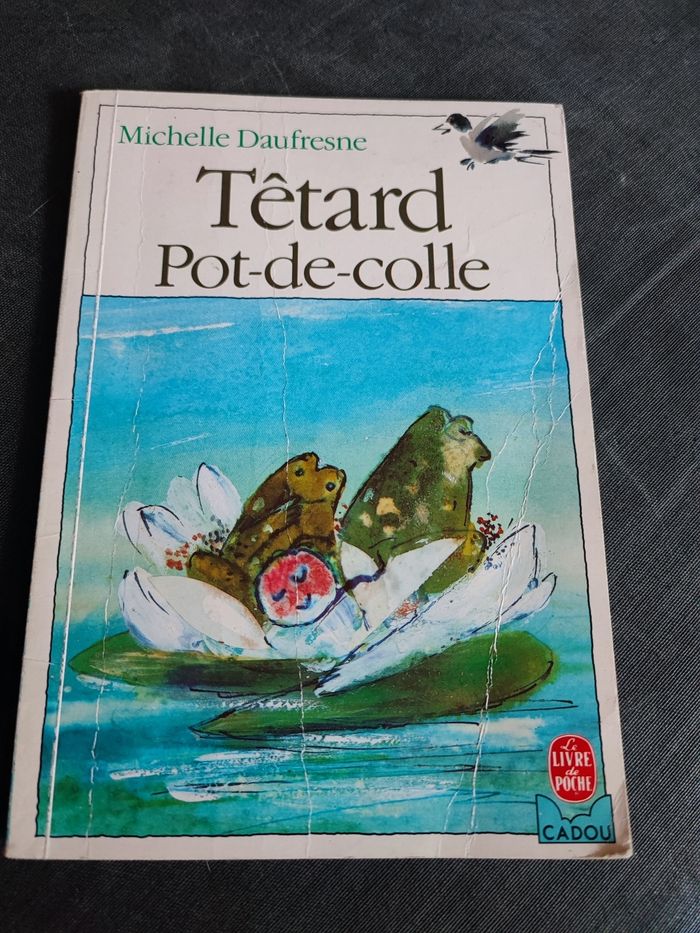 Michelle Daufresne
Têtard
Pot-de-colle
Le
LIVRE
de
POCHE
CADOU